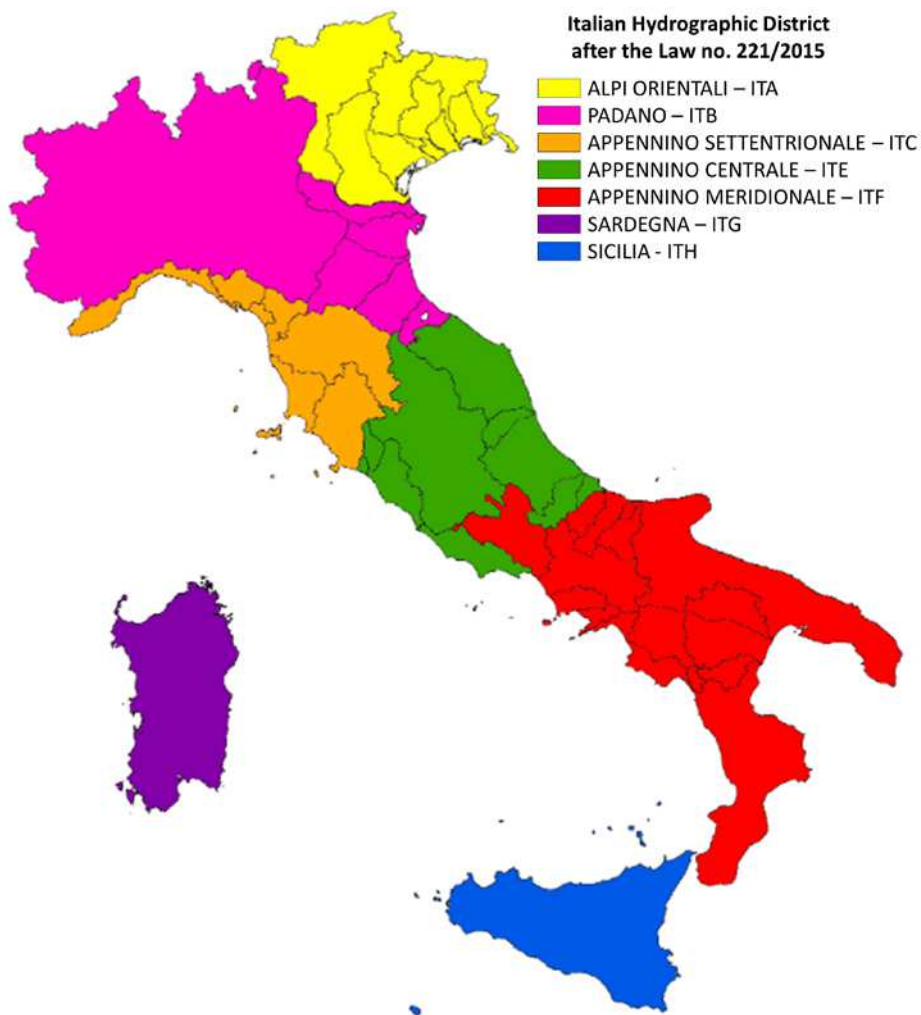 Italian Hydrographic District
after the Law no. 221/2015
ALPI ORIENTALI – ITA
PADANO – ITB
APPENNINO SETTENTRIONALE – ITC
APPENNINO CENTRALE – ITE
APPENNINO MERIDIONALE – ITF
SARDEGNA – ITG
SICILIA - ITH